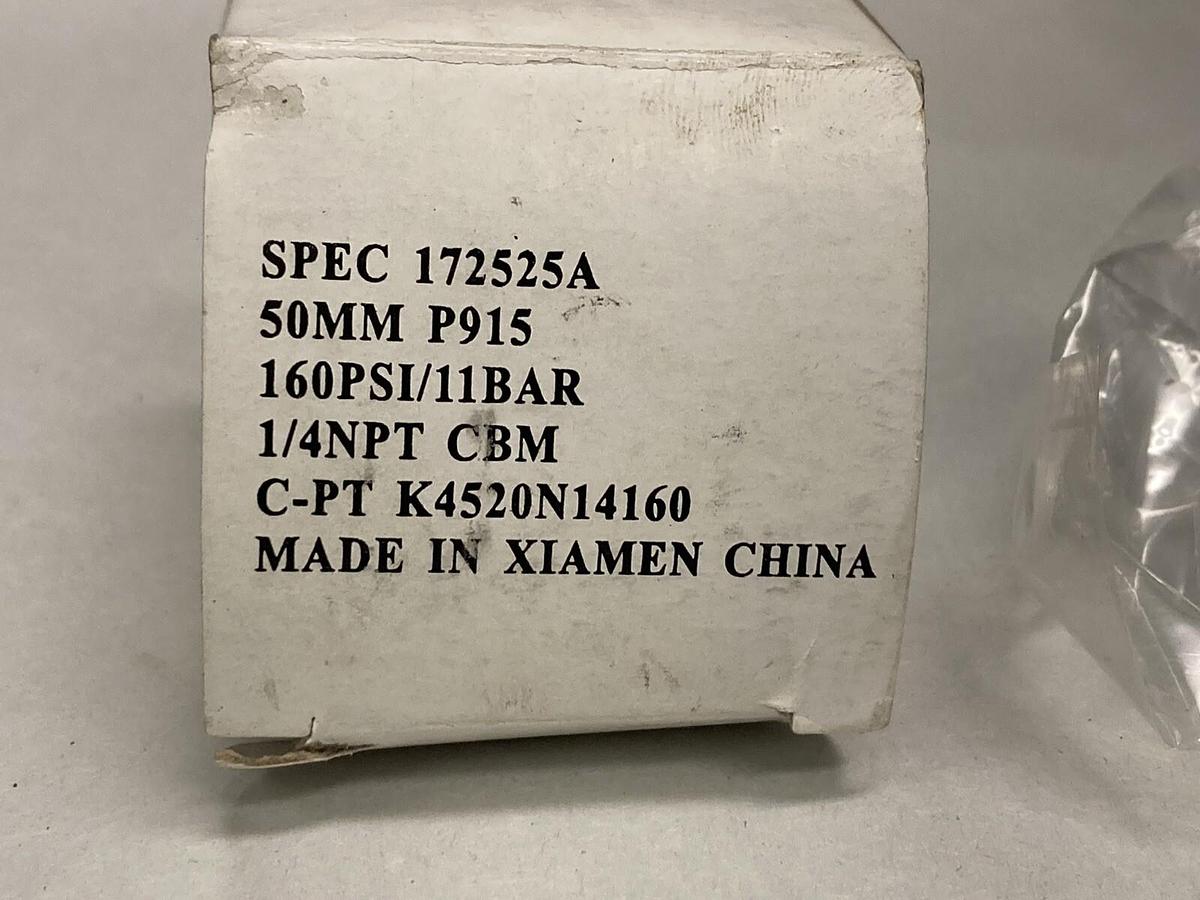 SPEC 172525A
50MM P915
160PSI/11BAR
1/4NPT CBM
C-PT K4520N14160
MADE IN XIAMEN CHINA